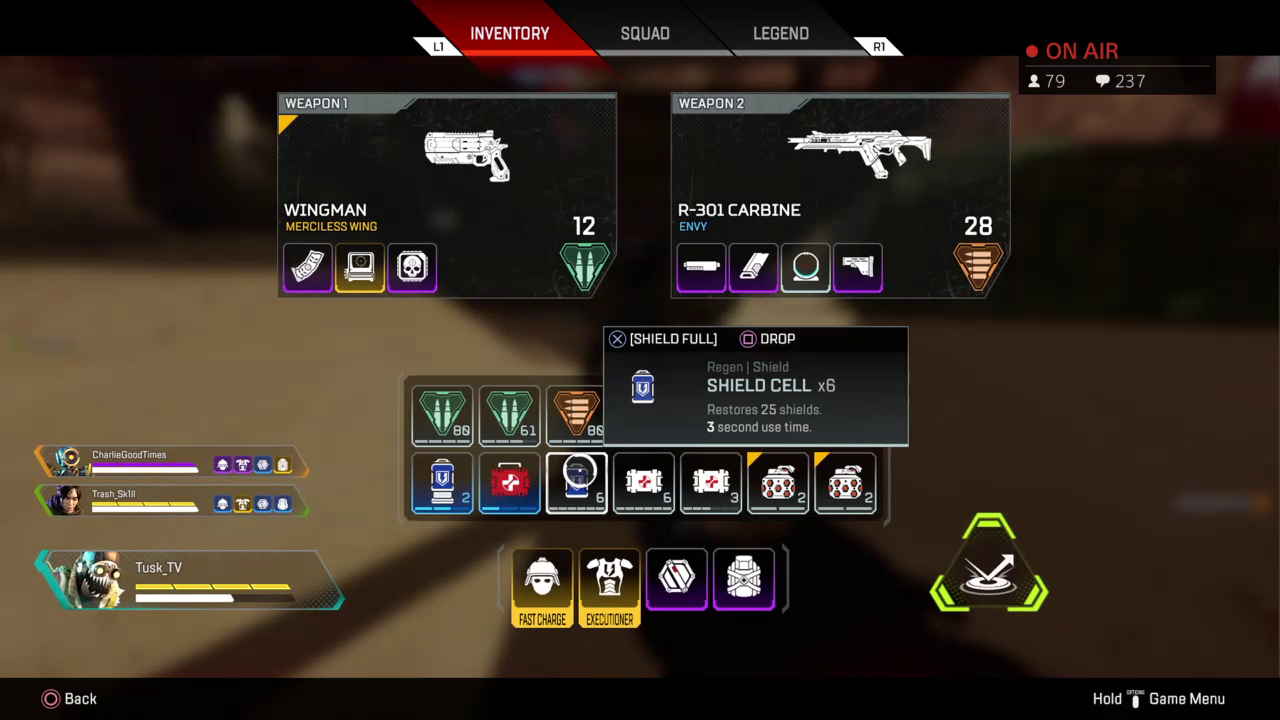 L1
INVENTORY
SQUAD
LEGEND
R1
ON AIR
79
237
WEAPON 1
WINGMAN
MERCILESS WING
12
WEAPON 2
R-301 CARBINE
ENVY
28
[SHIELD FULL]
DROP
Regen | Shield
SHIELD CELL x6
Restores 25 shields.
3 second use time.
80
61
80
2
6
6
3
2
2
CharlieGoodTimes
Trash_Sk1ll
Tusk_TV
FAST CHARGE
EXECUTIONER
Back
Hold OPTIONS Game Menu